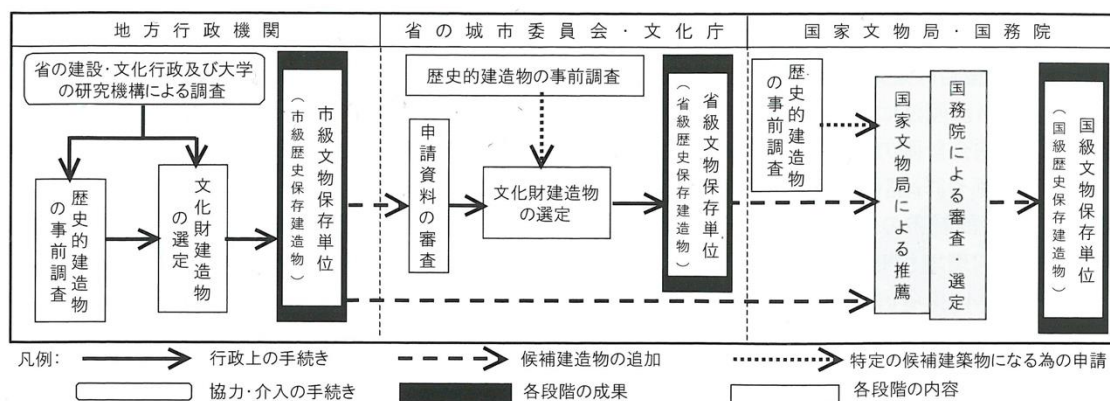 地方行政機関
省の城市委員会・文化庁
国家文物局・国務院
省の建設・文化行政及び大学
の研究機構による調査
歴史的建造物
の事前調査
文化財建造物
の選定
市級文物保存単位
（市級歴史保存建造物）
歴史的建造物の事前調査
申請資料の審査
文化財建造物
の選定
省級文物保存単位
（省級歴史保存建造物）
歴史的建造物
の事前調査
国家文物局による推薦
国務院による審査・選定
国級文物保存単位
（国級歴史保存建造物）
凡例:
行政上の手続き
候補建造物の追加
特定の候補建築物になる為の申請
協力・介入の手続き
各段階の成果
各段階の内容